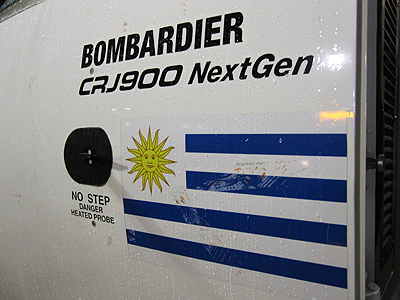 BOMBARDIER
CRJ900 NextGen
NO STEP
DANGER
HEATED PROBE